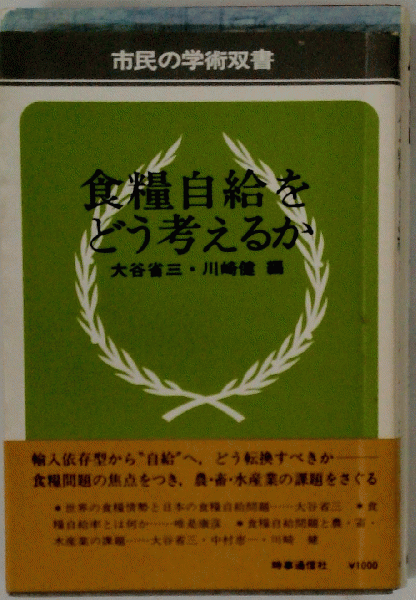 市民の学術双書
食糧自給を
どう考えるか
大谷省三・川崎健 編
輸入依存型から“自給”へ，どう転換すべきか――
食糧問題の焦点をつき，農・畜・水産業の課題をさぐる
● 世界の食糧情勢と日本の食糧自給問題……大谷省三 ● 食
糧自給率とは何か……唯是康彦 ● 食糧自給問題と農・畜・
水産業の課題……大谷省三・中村恵一・川崎 健
時事通信社 ¥1000